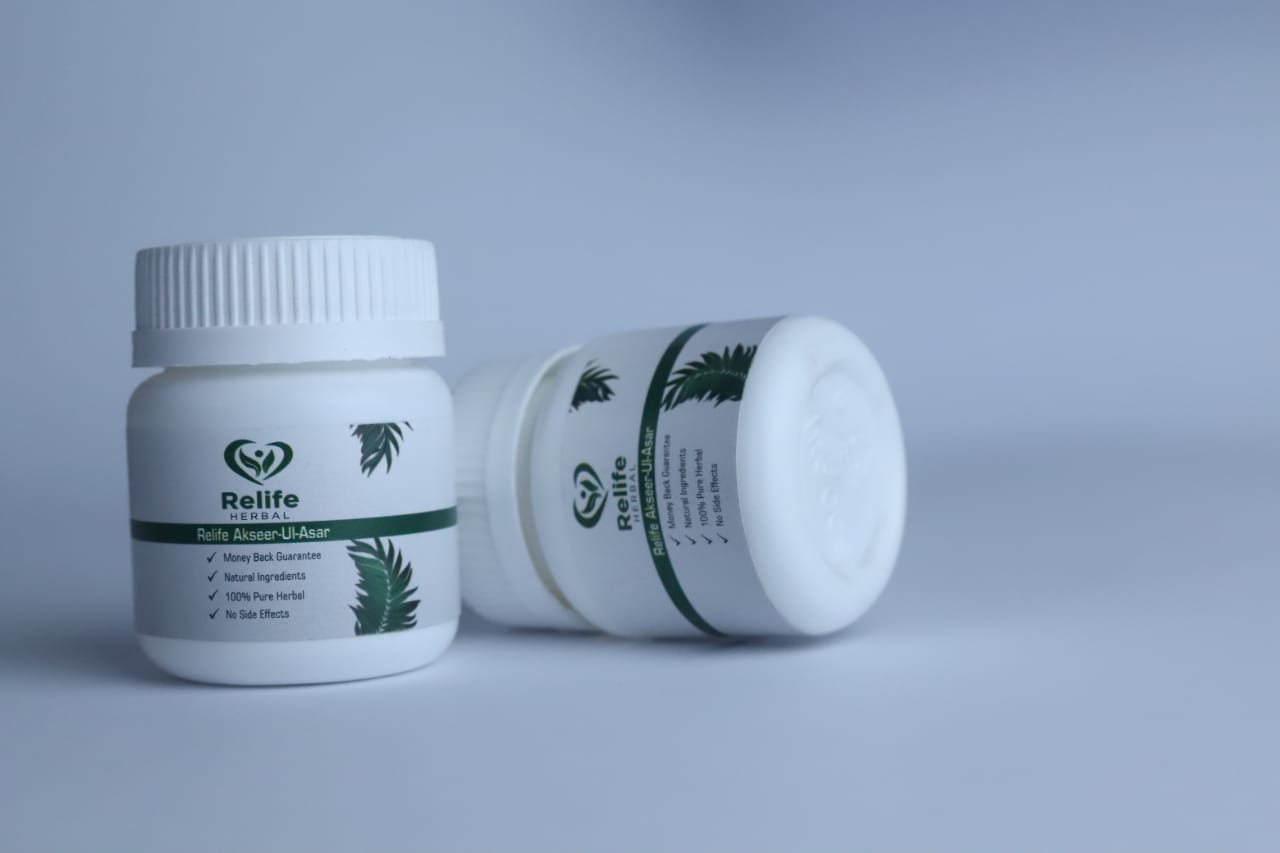 Relife
HERBAL
Relife Akseer-Ul-Asar
✓ Money Back Guarantee
✓ Natural Ingredients
✓ 100% Pure Herbal
✓ No Side Effects
Relife
HERBAL
Relife Akseer-Ul-Asar
✓ Money Back Guarantee
✓ Natural Ingredients
✓ 100% Pure Herbal
✓ No Side Effects